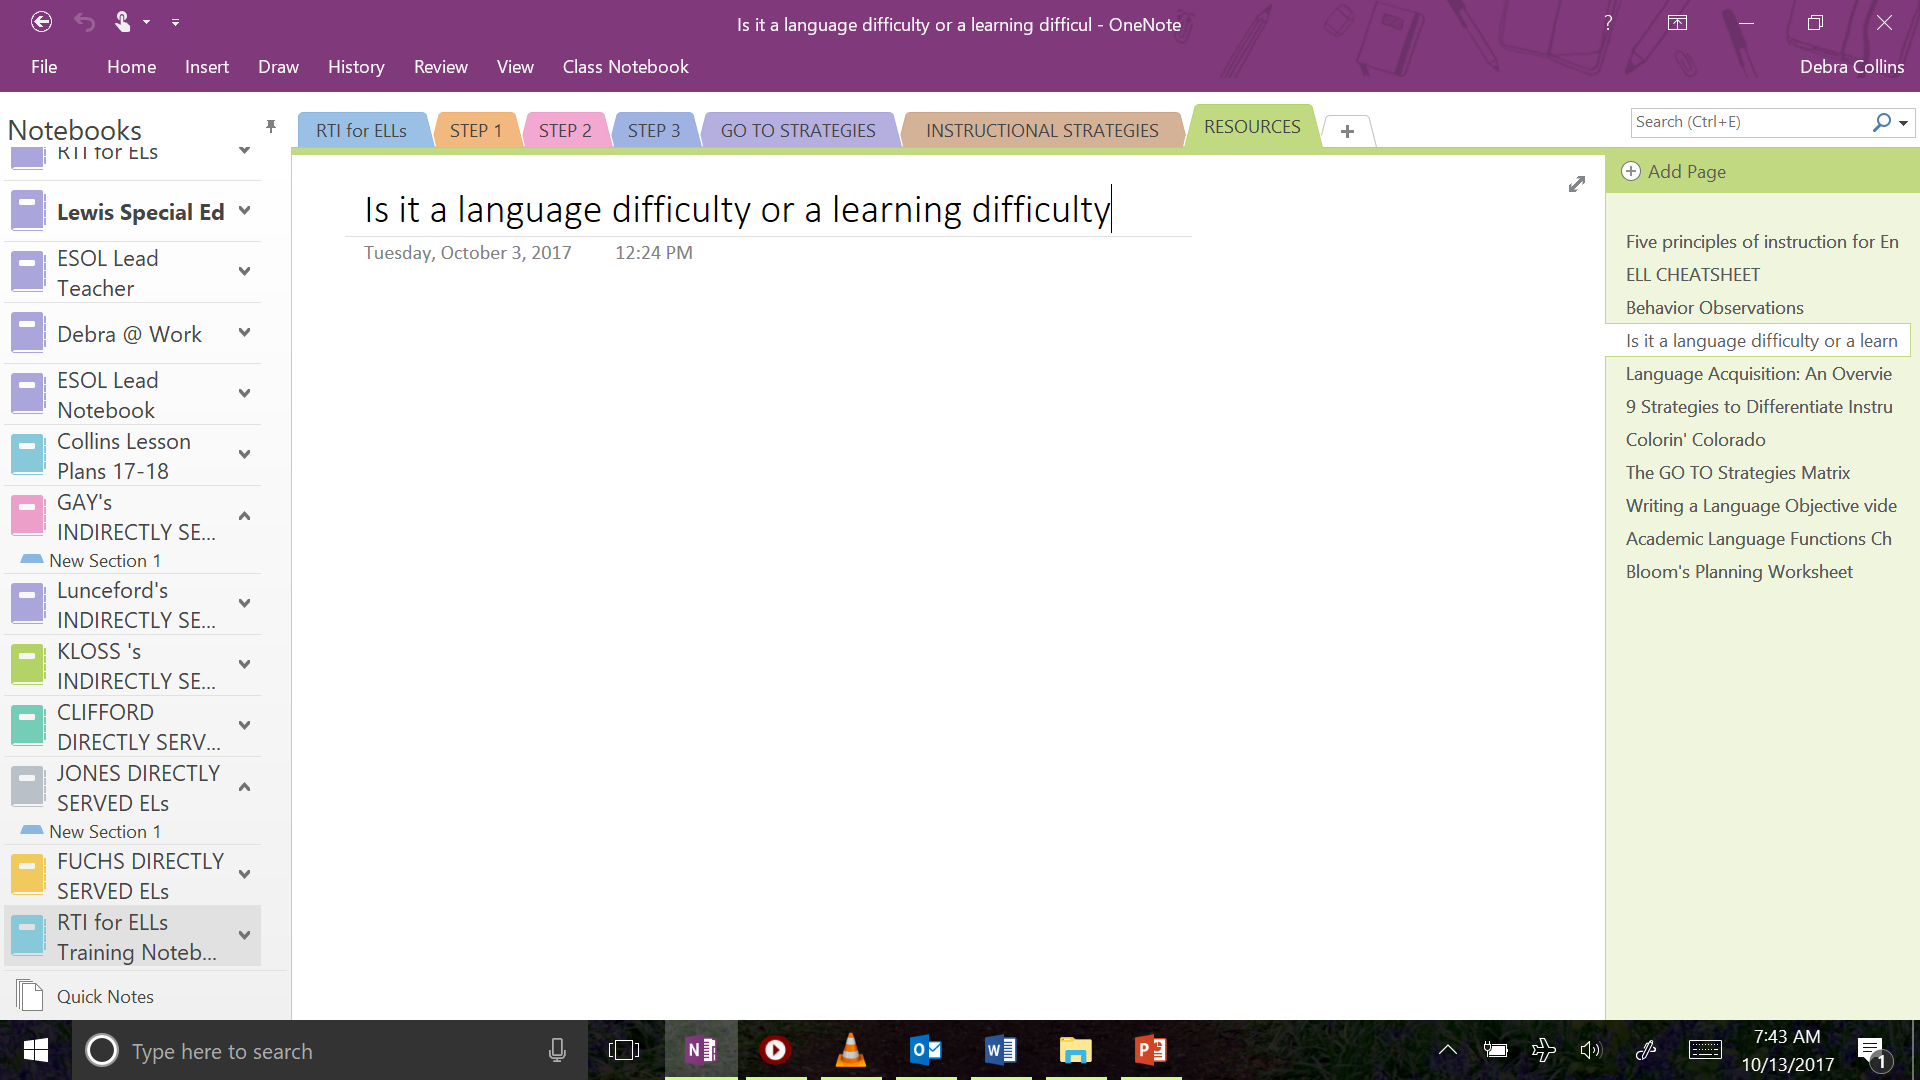 Is it a language difficulty or a learning difficul - OneNote
?
File Home Insert Draw History Review View Class Notebook
Debra Collins
Notebooks
RTI for ELs
Lewis Special Ed
ESOL Lead
Teacher
Debra @ Work
ESOL Lead
Notebook
Collins Lesson
Plans 17-18
GAY's
INDIRECTLY SE...
New Section 1
Lunceford's
INDIRECTLY SE...
KLOSS 's
INDIRECTLY SE...
CLIFFORD
DIRECTLY SERV...
JONES DIRECTLY
SERVED ELs
New Section 1
FUCHS DIRECTLY
SERVED ELs
RTI for ELLs
Training Noteb...
Quick Notes
RTI for ELLs STEP 1 STEP 2 STEP 3 GO TO STRATEGIES INSTRUCTIONAL STRATEGIES RESOURCES +
Search (Ctrl+E)
Is it a language difficulty or a learning difficulty
Tuesday, October 3, 2017 12:24 PM
Add Page
Five principles of instruction for En
ELL CHEATSHEET
Behavior Observations
Is it a language difficulty or a learn
Language Acquisition: An Overvie
9 Strategies to Differentiate Instru
Colorin' Colorado
The GO TO Strategies Matrix
Writing a Language Objective vide
Academic Language Functions Ch
Bloom's Planning Worksheet
Type here to search
7:43 AM
10/13/2017
1